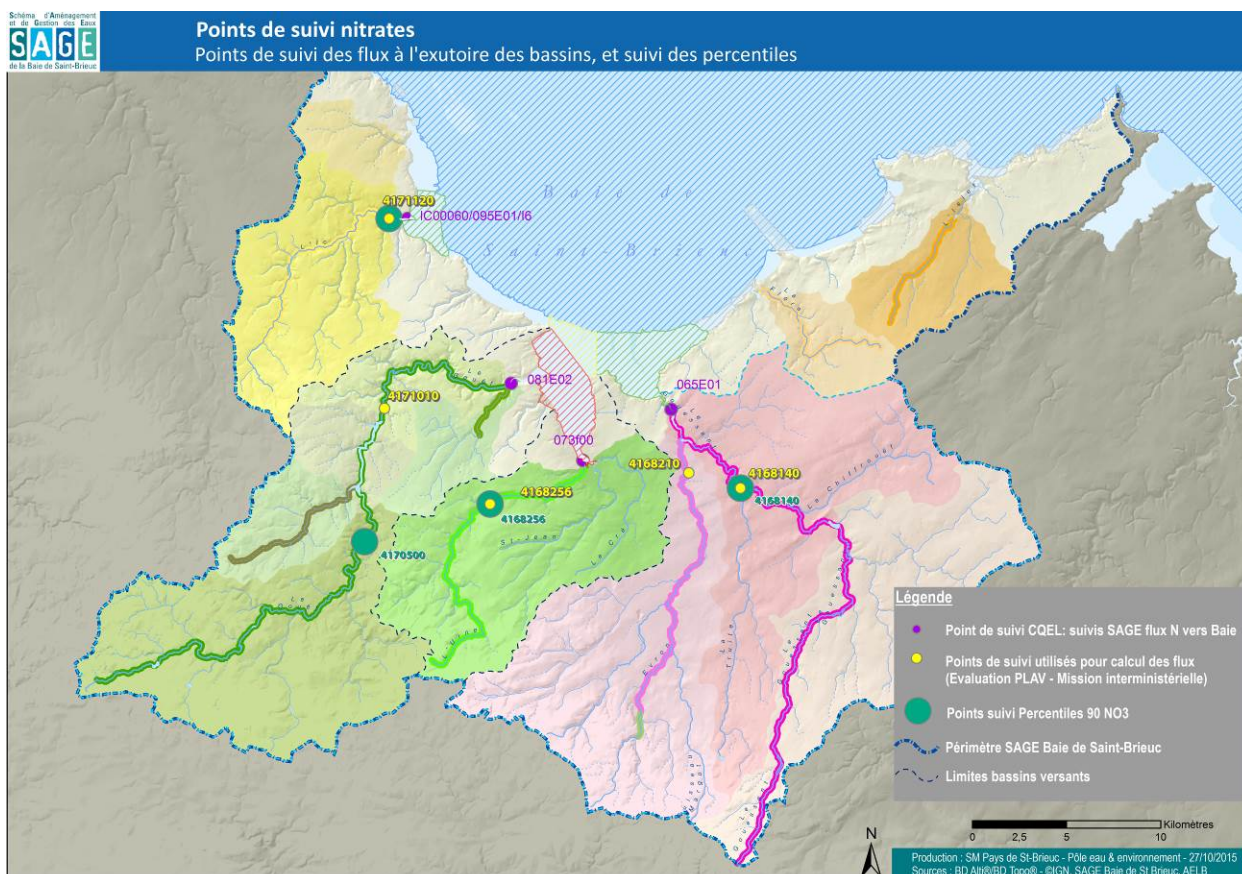 Schéma d'Aménagement
et de Gestion des Eaux
SAGE
de la Baie de Saint-Brieuc
Points de suivi nitrates
Points de suivi des flux à l'exutoire des bassins, et suivi des percentiles
Baie de
Saint-Brieuc
4171120
IC00060/095E01/I6
081E02
065E01
4171010
073f00
4168210
4168140
4168140
4168256
4168256
St-Jean
4170500
Légende
Point de suivi CQEL: suivis SAGE flux N vers Baie
Points de suivi utilisés pour calcul des flux
(Evaluation PLAV - Mission interministérielle)
Points suivi Percentiles 90 NO3
Périmètre SAGE Baie de Saint-Brieuc
Limites bassins versants
N
Kilomètres
0 2,5 5 10
Production : SM Pays de St-Brieuc - Pôle eau & environnement - 27/10/2015
Sources : BD Alti®/BD Topo® - ©IGN, SAGE Baie de St Brieuc, AELB